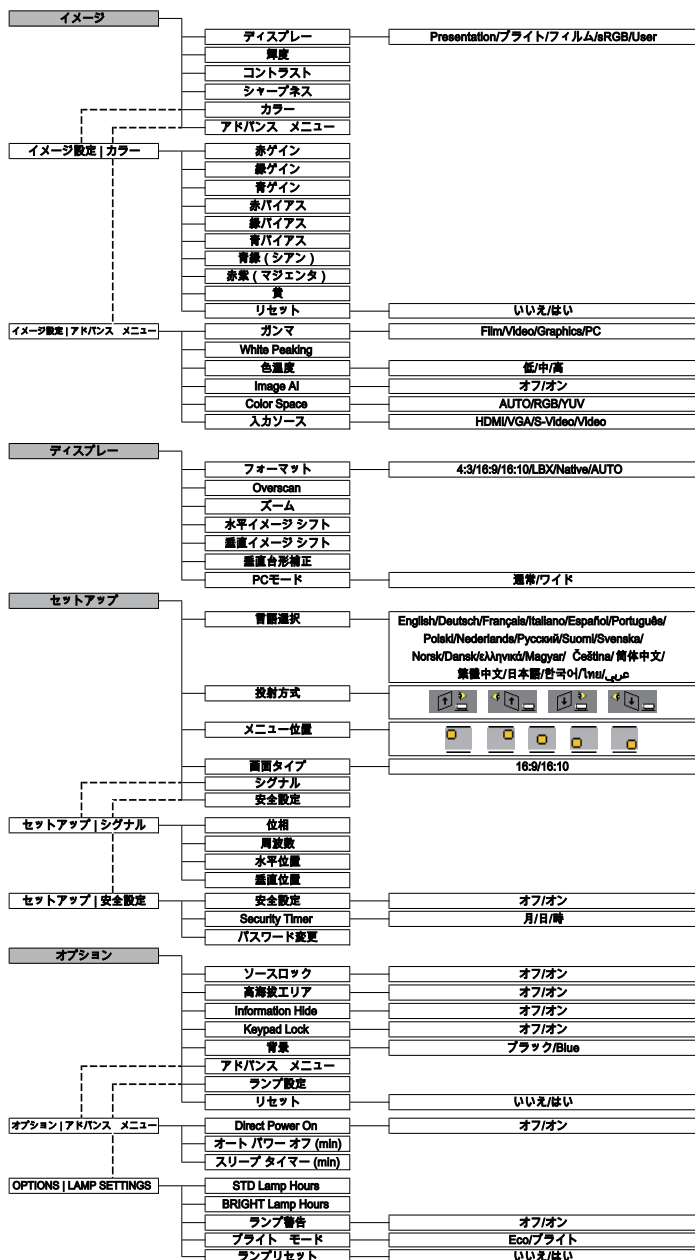 イメージ
ディスプレー
Presentation/ブライト/フィルム/sRGB/User
輝度
コントラスト
シャープネス
カラー
アドバンス メニュー
イメージ設定 | カラー
赤ゲイン
緑ゲイン
青ゲイン
赤バイアス
緑バイアス
青バイアス
青緑 ( シアン )
赤紫 ( マジェンタ )
黄
リセット
いいえ/はい
イメージ設定 | アドバンス メニュー
ガンマ
Film/Video/Graphics/PC
White Peaking
色温度
低/中/高
Image AI
オフ/オン
Color Space
AUTO/RGB/YUV
入力ソース
HDMI/VGA/S-Video/Video
ディスプレー
フォーマット
4:3/16:9/16:10/LBX/Native/AUTO
Overscan
ズーム
水平イメージ シフト
垂直イメージ シフト
垂直台形補正
PCモード
通常/ワイド
セットアップ
言語選択
English/Deutsch/Français/Italiano/Español/Português/
Polski/Nederlands/Русский/Suomi/Svenska/
Norsk/Dansk/ελληνικά/Magyar/ Čeština/ 简体中文/
繁體中文/日本語/한국어/ไทย/عربي
投射方式
メニュー位置
画面タイプ
16:9/16:10
シグナル
安全設定
セットアップ | シグナル
位相
周波数
水平位置
垂直位置
セットアップ | 安全設定
安全設定
オフ/オン
Security Timer
月/日/時
パスワード変更
オプション
ソースロック
オフ/オン
高海拔エリア
オフ/オン
Information Hide
オフ/オン
Keypad Lock
オフ/オン
背景
ブラック/Blue
アドバンス メニュー
ランプ設定
リセット
いいえ/はい
オプション | アドバンス メニュー
Direct Power On
オフ/オン
オート パワー オフ (min)
スリープ タイマー (min)
OPTIONS | LAMP SETTINGS
STD Lamp Hours
BRIGHT Lamp Hours
ランプ警告
オフ/オン
ブライト モード
Eco/ブライト
ランプリセット
いいえ/はい